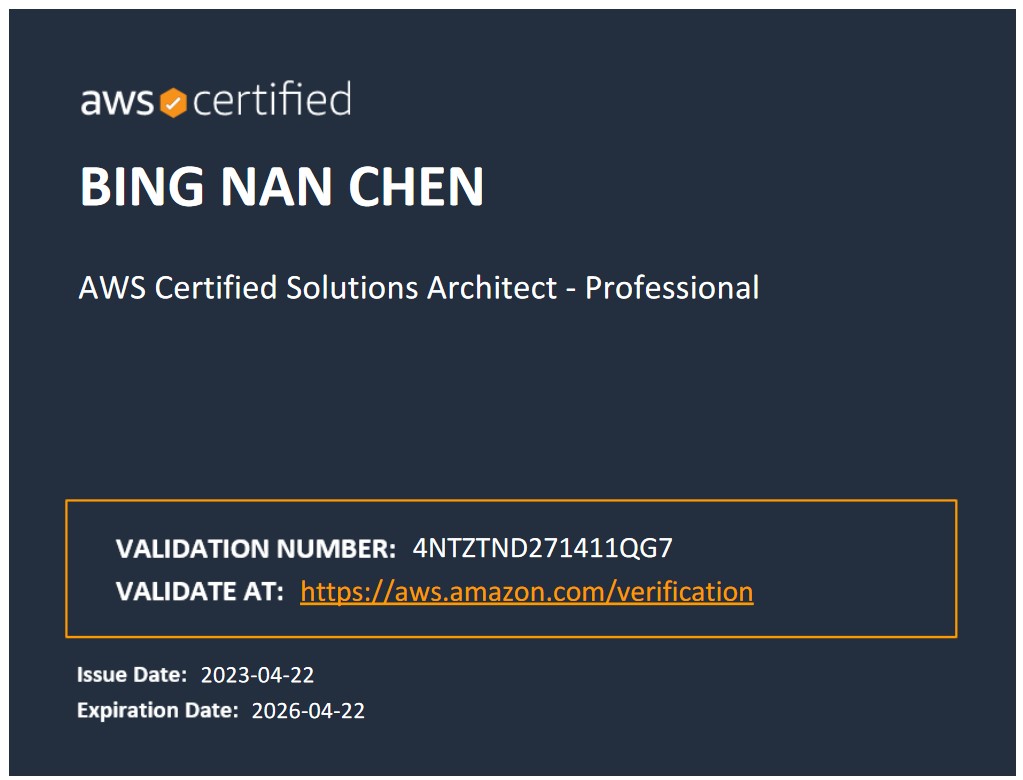 aws certified
BING NAN CHEN
AWS Certified Solutions Architect - Professional
VALIDATION NUMBER: 4NTZTND271411QG7
VALIDATE AT: https://aws.amazon.com/verification
Issue Date: 2023-04-22
Expiration Date: 2026-04-22